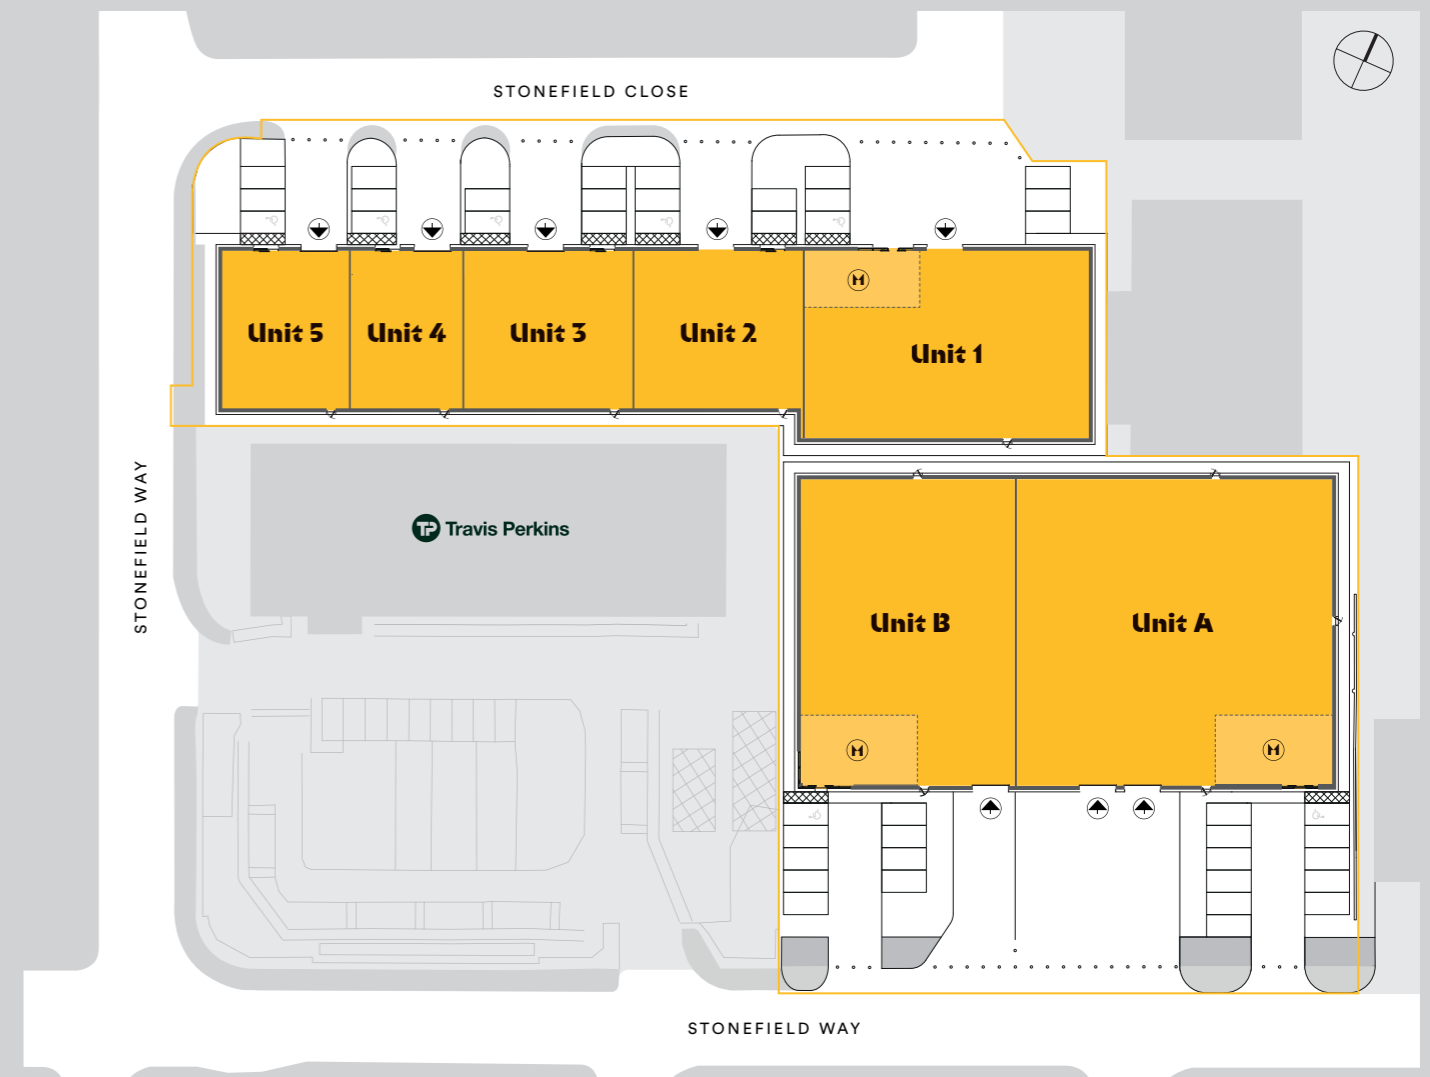 STONEFIELD CLOSE
M
Unit 5
Unit 4
Unit 3
Unit 2
Unit 1
STONEFIELD WAY
TP Travis Perkins
Unit B
Unit A
M
M
STONEFIELD WAY